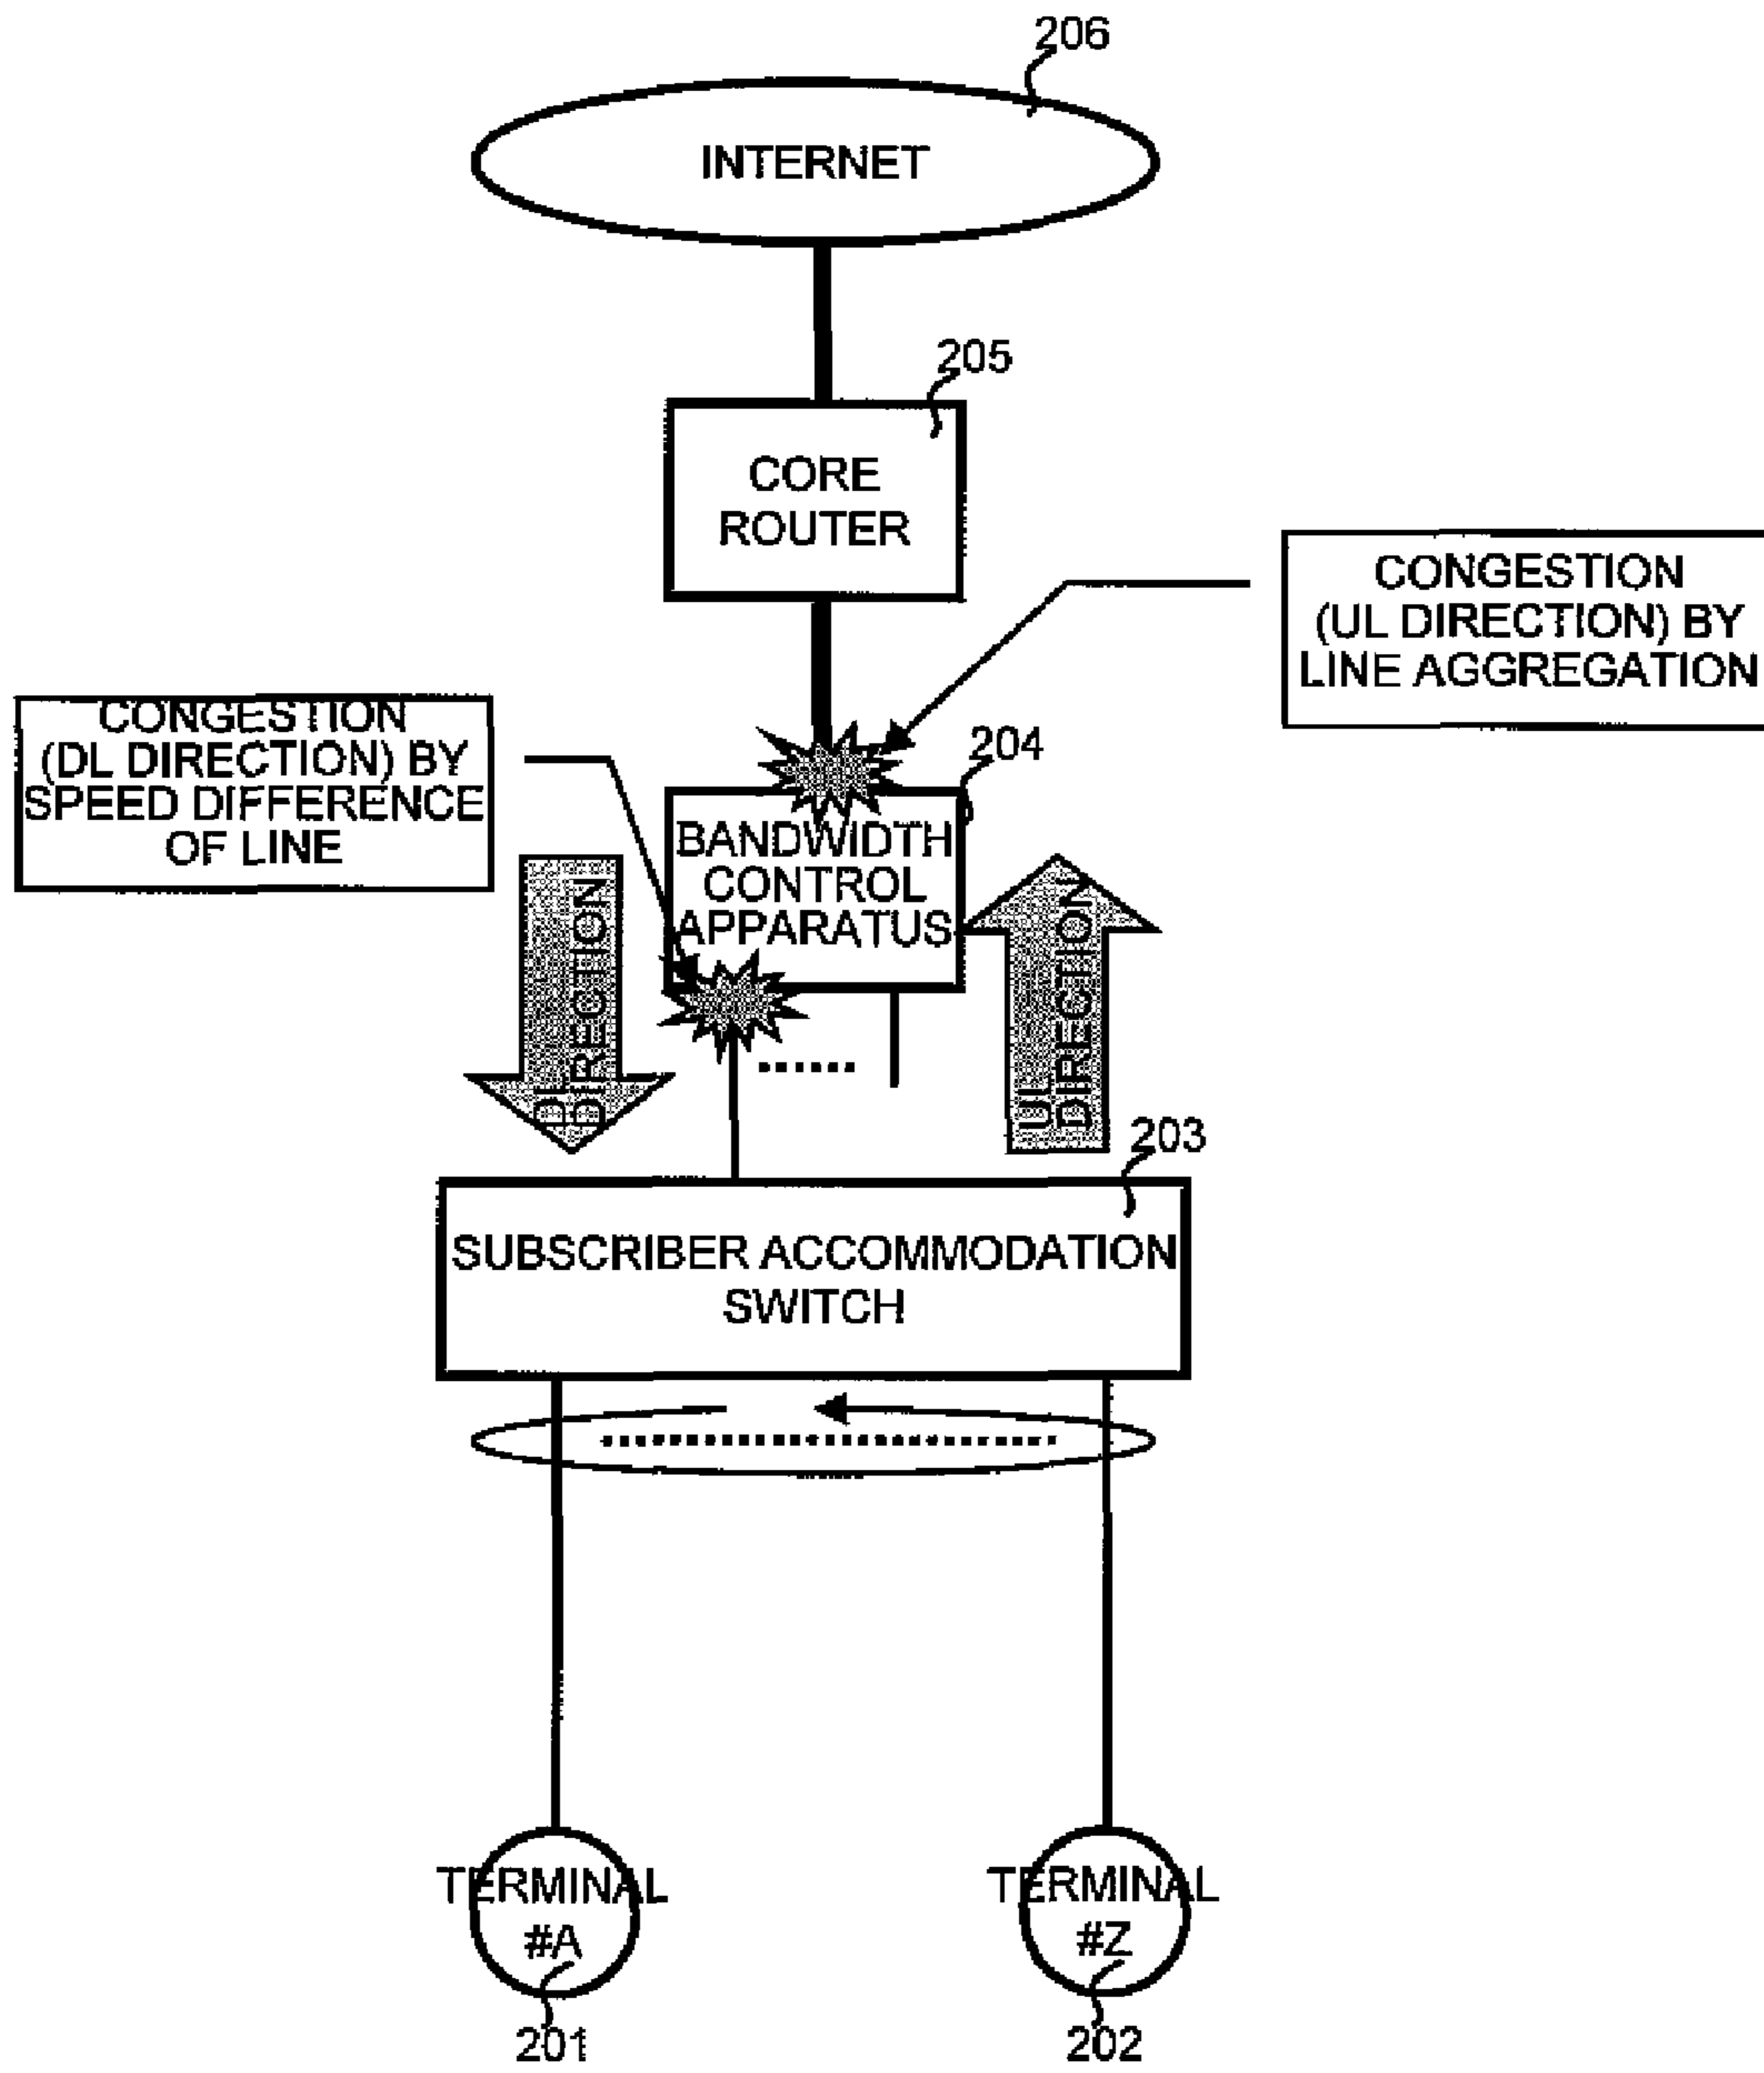 206
INTERNET
205
CORE
ROUTER
CONGESTION
(UL DIRECTION) BY
LINE AGGREGATION
CONGESTION
(DL DIRECTION) BY
SPEED DIFFERENCE
OF LINE
204
BANDWIDTH
CONTROL
APPARATUS
DL
DIRECTION
UL
DIRECTION
203
SUBSCRIBER ACCOMMODATION
SWITCH
TERMINAL
#A
TERMINAL
#Z
201
202